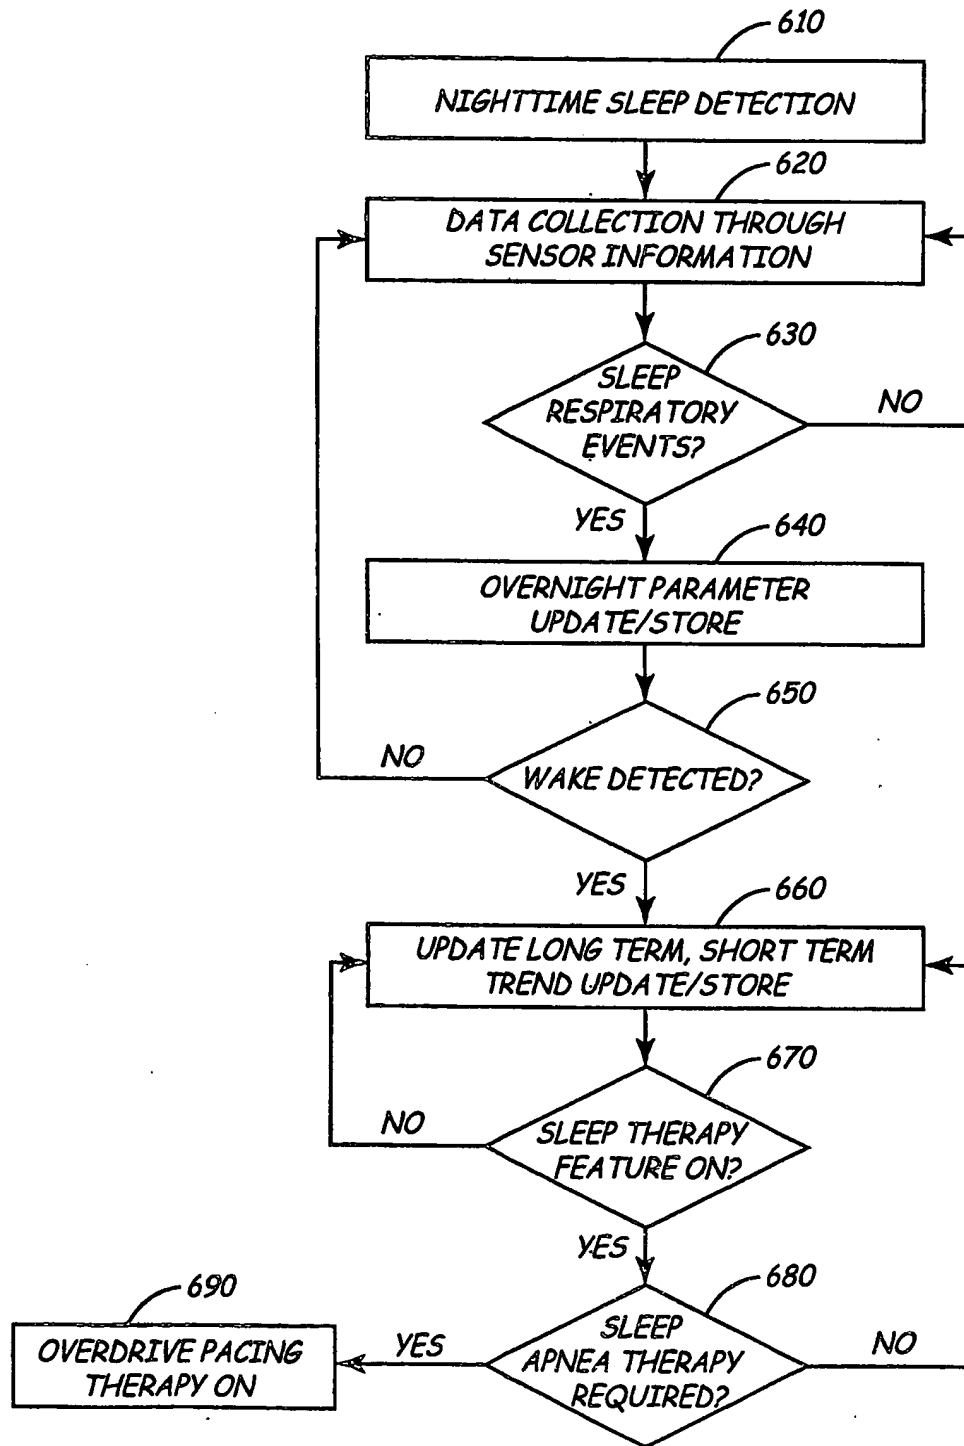 610
NIGHTTIME SLEEP DETECTION
620
DATA COLLECTION THROUGH
SENSOR INFORMATION
630
SLEEP
RESPIRATORY
EVENTS?
NO
YES
640
OVERNIGHT PARAMETER
UPDATE/STORE
650
NO
WAKE DETECTED?
YES
660
UPDATE LONG TERM, SHORT TERM
TREND UPDATE/STORE
670
NO
SLEEP THERAPY
FEATURE ON?
YES
680
690
SLEEP
APNEA THERAPY
REQUIRED?
NO
YES
OVERDRIVE PACING
THERAPY ON